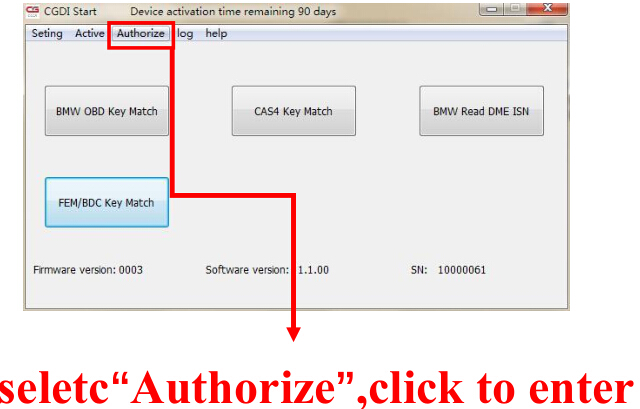 CG CGDI Start Device activation time remaining 90 days
Seting Active Authorize log help
BMW OBD Key Match CAS4 Key Match BMW Read DME ISN
FEM/BDC Key Match
Firmware version: 0003 Software version: 1.1.00 SN: 10000061
seletc“Authorize”,click to enter